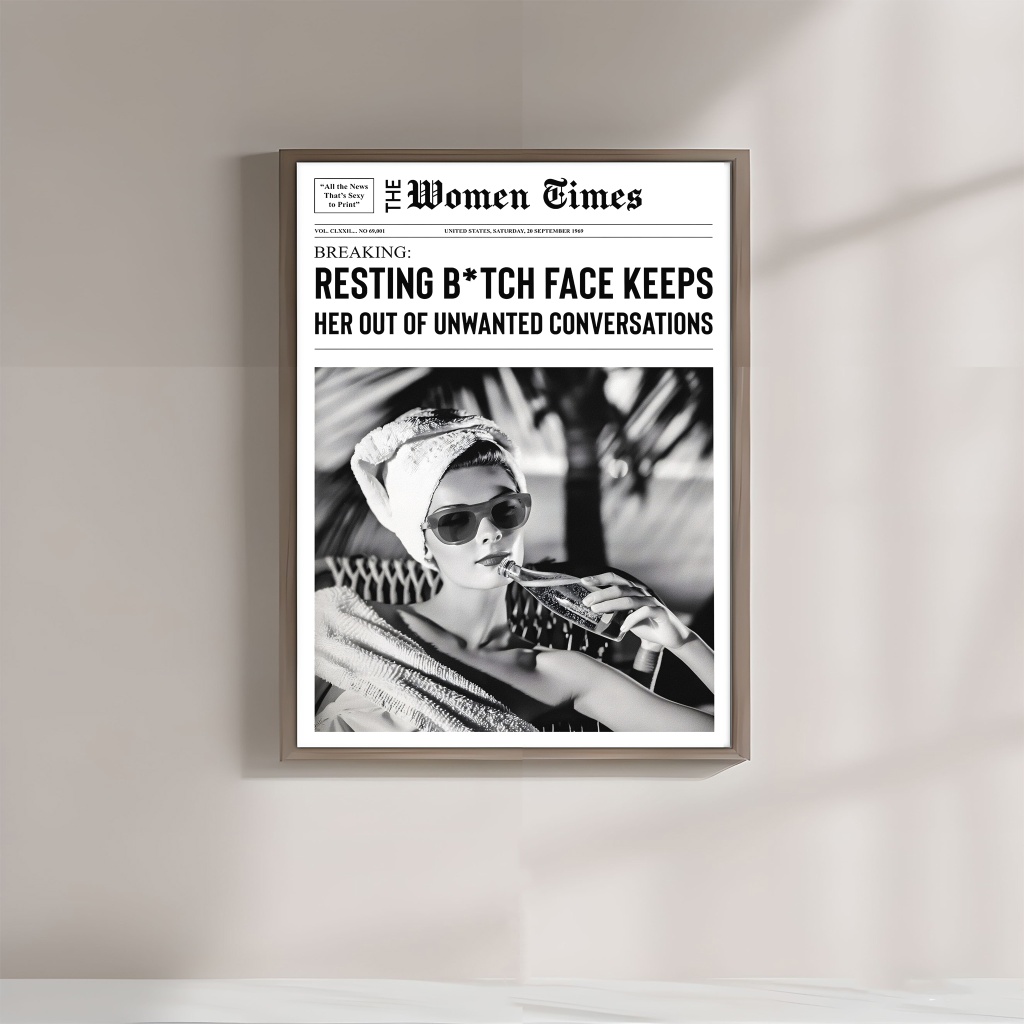 "All the News
That's Sexy
to Print"
THE Women Times
VOL. CLXXII.... NO 69,001
UNITED STATES, SATURDAY, 20 SEPTEMBER 1969
BREAKING:
RESTING B*TCH FACE KEEPS
HER OUT OF UNWANTED CONVERSATIONS